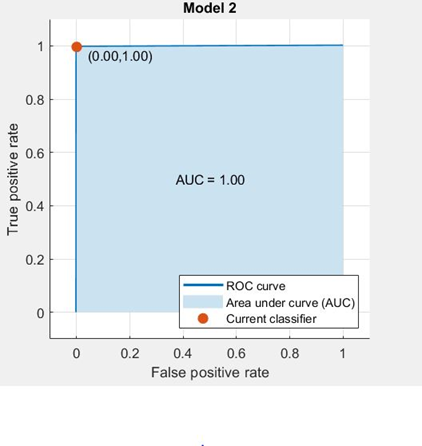 Model 2
1
(0.00,1.00)
0.8
True positive rate
0.6
AUC = 1.00
0.4
0.2
ROC curve
Area under curve (AUC)
Current classifier
0
0 0.2 0.4 0.6 0.8 1
False positive rate